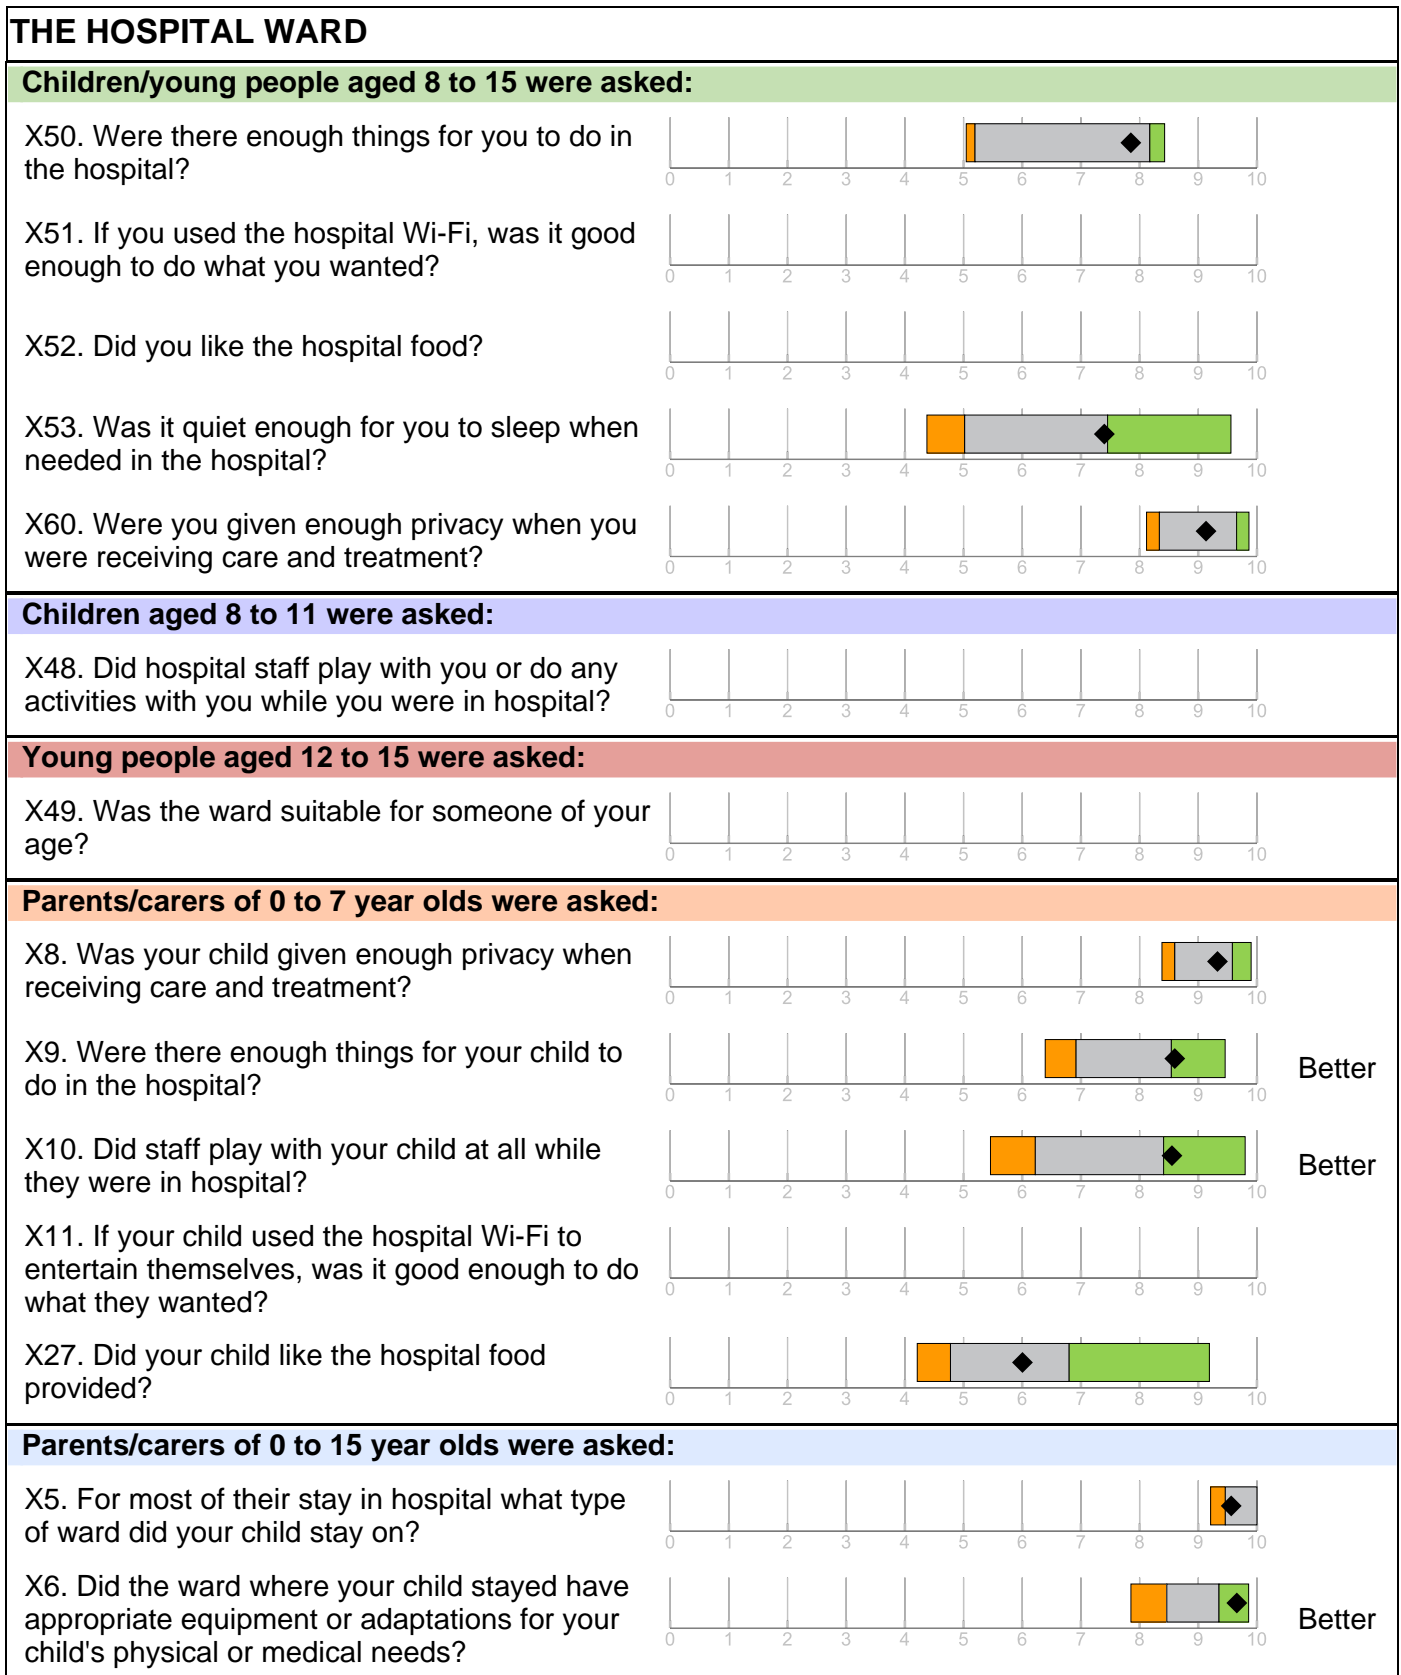 THE HOSPITAL WARD
Children/young people aged 8 to 15 were asked:
X50. Were there enough things for you to do in
the hospital?
0 1 2 3 4 5 6 7 8 9 10
X51. If you used the hospital Wi-Fi, was it good
enough to do what you wanted?
0 1 2 3 4 5 6 7 8 9 10
X52. Did you like the hospital food?
0 1 2 3 4 5 6 7 8 9 10
X53. Was it quiet enough for you to sleep when
needed in the hospital?
0 1 2 3 4 5 6 7 8 9 10
X60. Were you given enough privacy when you
were receiving care and treatment?
0 1 2 3 4 5 6 7 8 9 10
Children aged 8 to 11 were asked:
X48. Did hospital staff play with you or do any
activities with you while you were in hospital?
0 1 2 3 4 5 6 7 8 9 10
Young people aged 12 to 15 were asked:
X49. Was the ward suitable for someone of your
age?
0 1 2 3 4 5 6 7 8 9 10
Parents/carers of 0 to 7 year olds were asked:
X8. Was your child given enough privacy when
receiving care and treatment?
0 1 2 3 4 5 6 7 8 9 10
X9. Were there enough things for your child to
do in the hospital?
0 1 2 3 4 5 6 7 8 9 10
Better
X10. Did staff play with your child at all while
they were in hospital?
0 1 2 3 4 5 6 7 8 9 10
Better
X11. If your child used the hospital Wi-Fi to
entertain themselves, was it good enough to do
what they wanted?
0 1 2 3 4 5 6 7 8 9 10
X27. Did your child like the hospital food
provided?
0 1 2 3 4 5 6 7 8 9 10
Parents/carers of 0 to 15 year olds were asked:
X5. For most of their stay in hospital what type
of ward did your child stay on?
0 1 2 3 4 5 6 7 8 9 10
X6. Did the ward where your child stayed have
appropriate equipment or adaptations for your
child's physical or medical needs?
0 1 2 3 4 5 6 7 8 9 10
Better